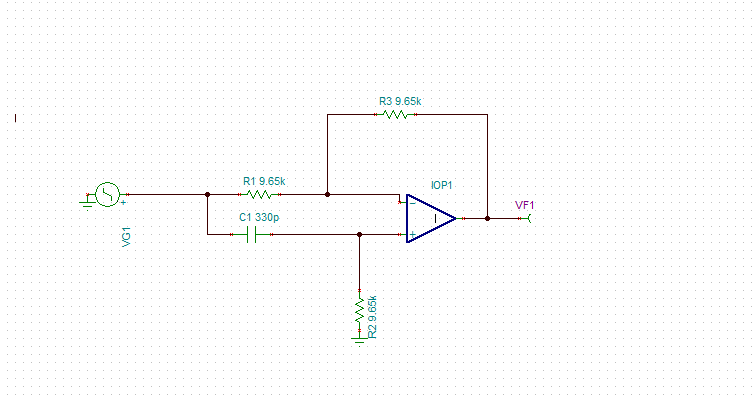 R3 9.65k
R1 9.65k
IOP1
VG1
C1 330p
VF1
R2 9.65k